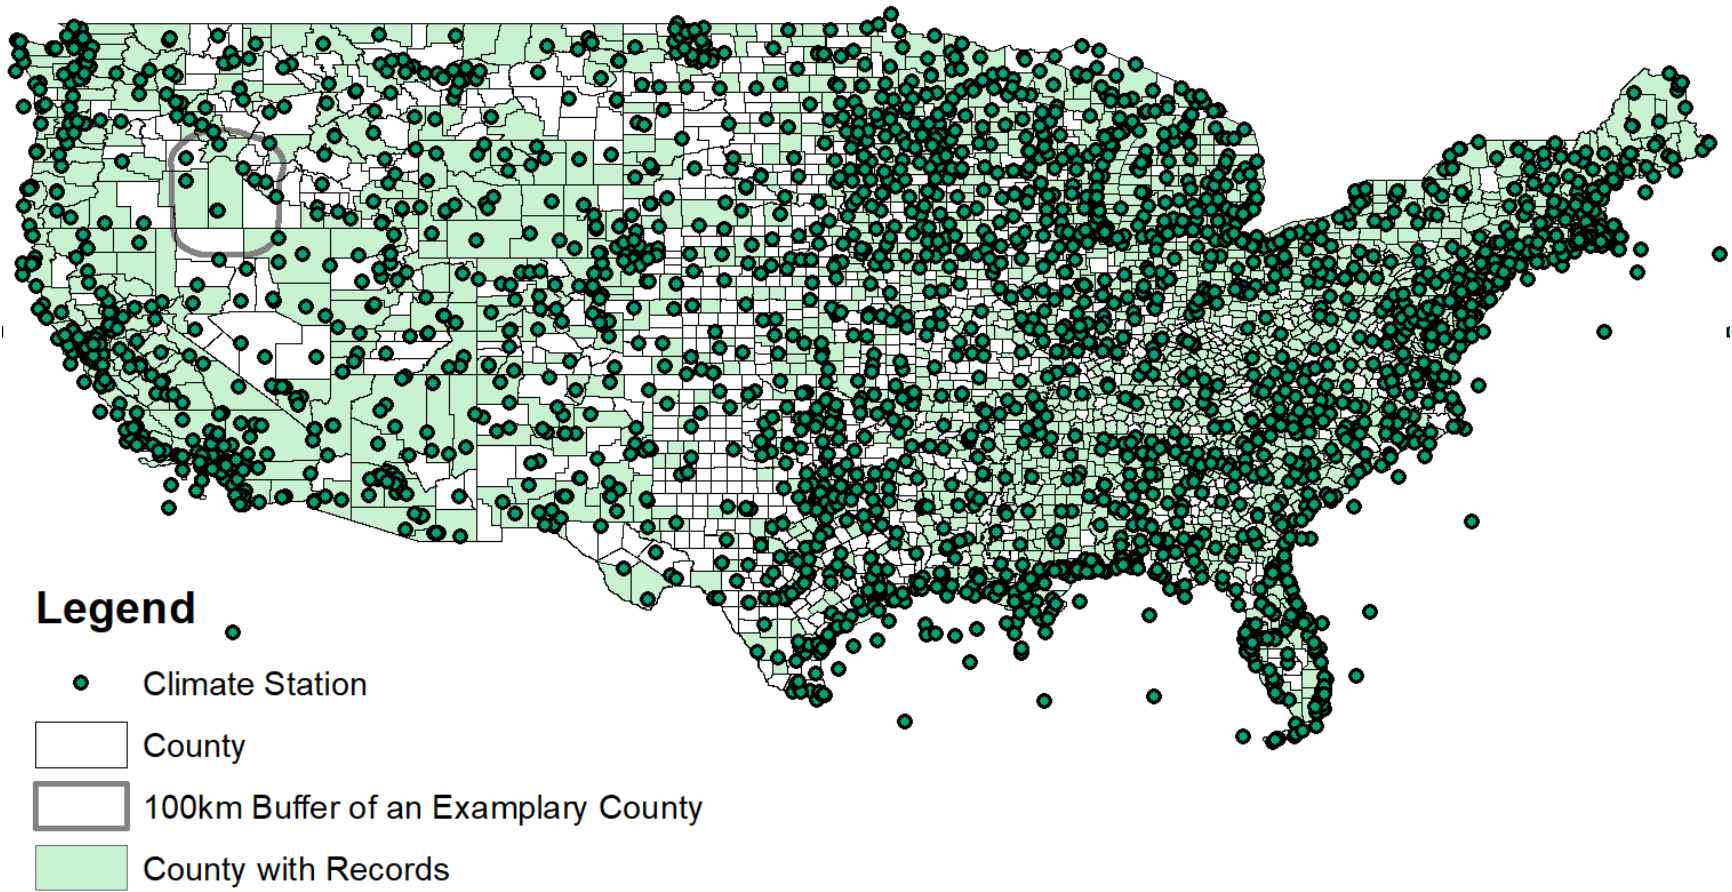 Legend
Climate Station
County
100km Buffer of an Examplary County
County with Records